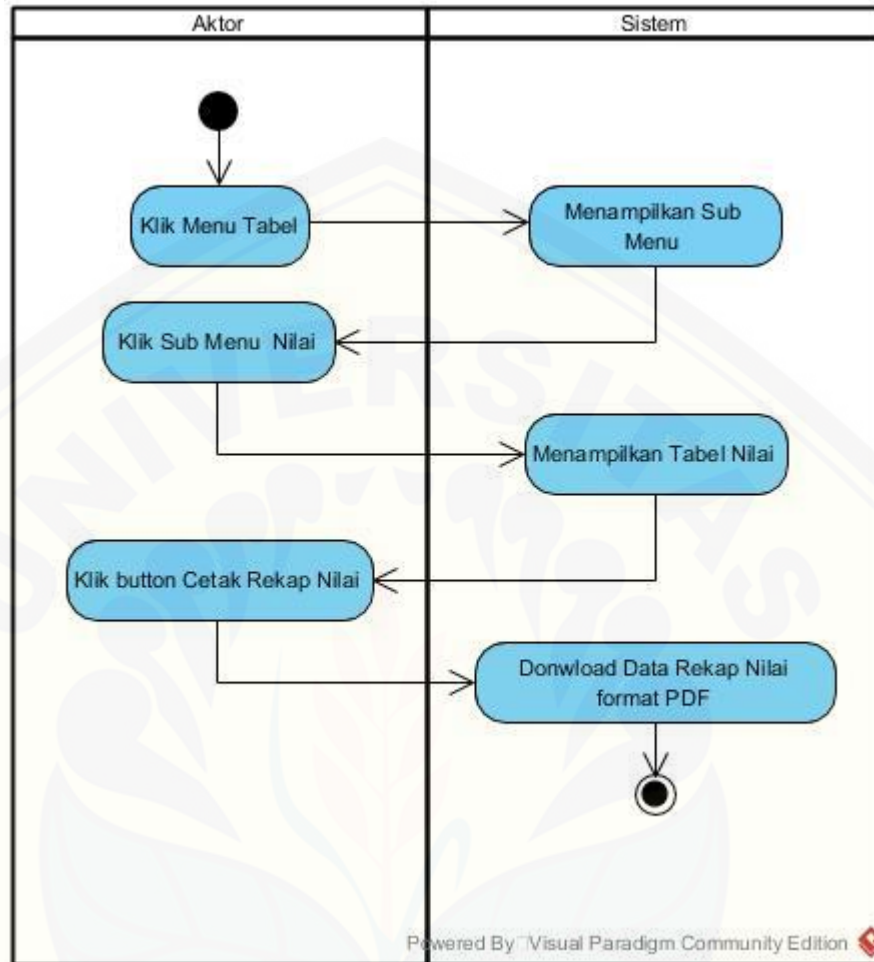 Aktor
Sistem
Klik Menu Tabel
Menampilkan Sub
Menu
Klik Sub Menu Nilai
Menampilkan Tabel Nilai
Klik button Cetak Rekap Nilai
Donwload Data Rekap Nilai
format PDF
UNIVERSITAS
Powered By Visual Paradigm Community Edition